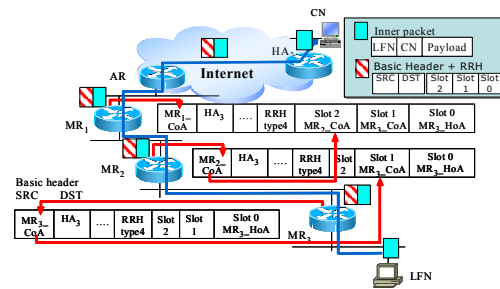 CN
Inner packet
LFN CN Payload
Basic Header + RRH
SRC DST Slot 2 Slot 1 Slot 0
HA3
AR
Internet
MR1
MR1_CoA HA3 .... RRH type4 Slot 2 MR2_CoA Slot 1 MR3_CoA Slot 0 MR3_HoA
MR2
MR2_CoA HA3 .... RRH type4 Slot 2 Slot 1 MR3_CoA Slot 0 MR3_HoA
Basic header
SRC DST
MR3_CoA HA3 .... RRH type4 Slot 2 Slot 1 Slot 0 MR3_HoA
MR3
LFN